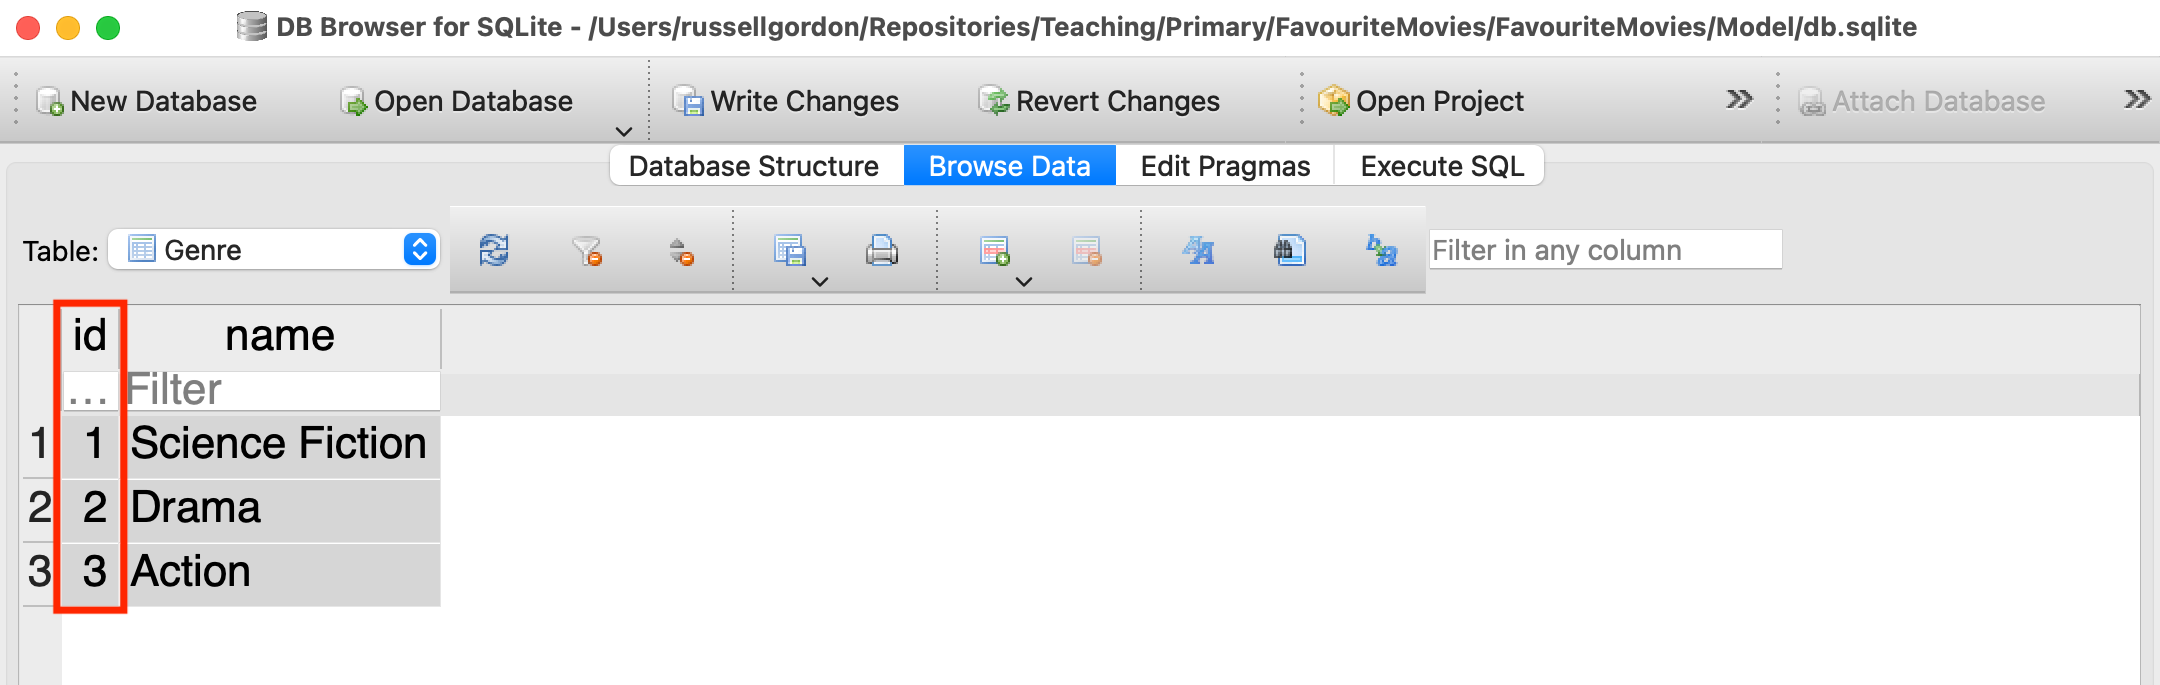 DB Browser for SQLite - /Users/russellgordon/Repositories/Teaching/Primary/FavouriteMovies/FavouriteMovies/Model/db.sqlite
New Database Open Database Write Changes Revert Changes Open Project Attach Database
Database Structure Browse Data Edit Pragmas Execute SQL
Table: Genre Filter in any column
id name
... Filter
1 1 Science Fiction
2 2 Drama
3 3 Action